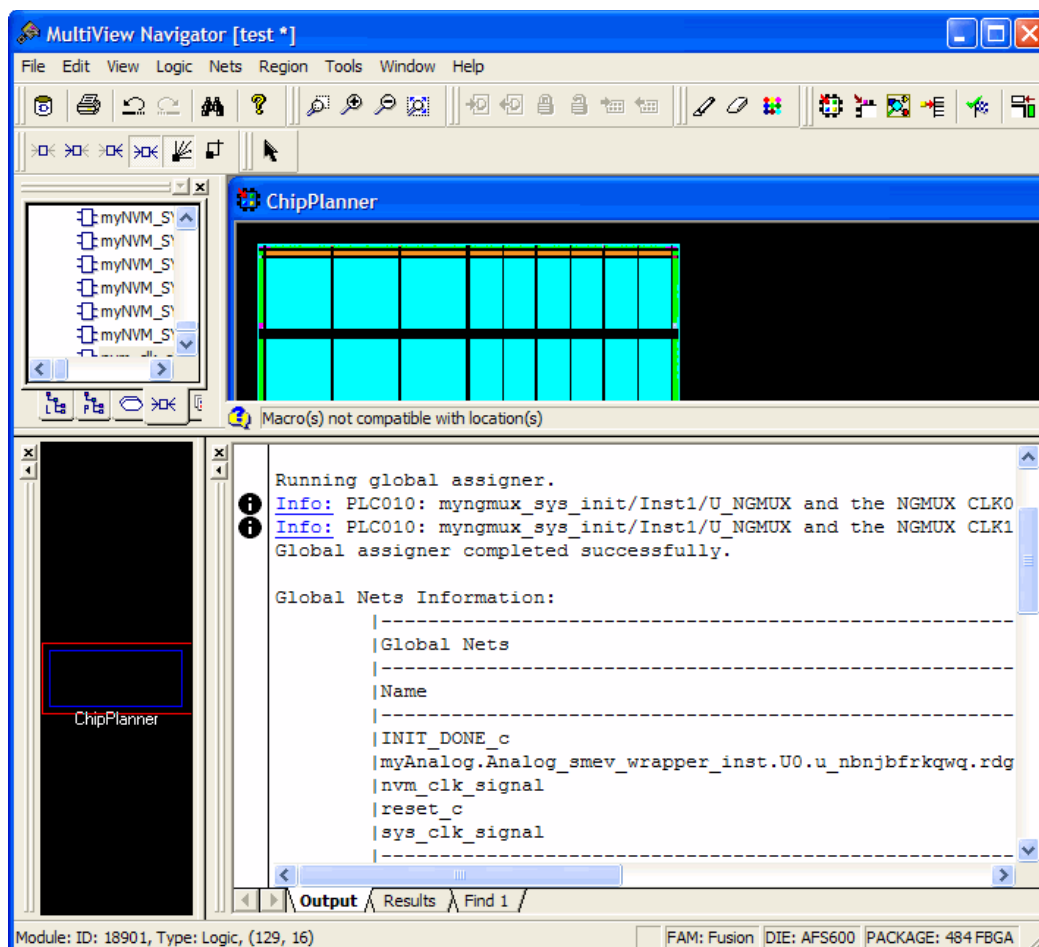 MultiView Navigator [test *]
File Edit View Logic Nets Region Tools Window Help
ChipPlanner
myNVM_S
myNVM_S
myNVM_S
myNVM_S
myNVM_S
myNVM_S
Macro(s) not compatible with location(s)
Running global assigner.
Info: PLC010: myngmux_sys_init/Inst1/U_NGMUX and the NGMUX CLK0
Info: PLC010: myngmux_sys_init/Inst1/U_NGMUX and the NGMUX CLK1
Global assigner completed successfully.
Global Nets Information:
|------------------------------------------------------
|Global Nets
|------------------------------------------------------
|Name
|------------------------------------------------------
|INIT_DONE_c
|myAnalog.Analog_smev_wrapper_inst.U0.u_nbnjbfrkqwq.rdg
|nvm_clk_signal
|reset_c
|sys_clk_signal
|------------------------------------------------------
ChipPlanner
Output Results Find 1
Module: ID: 18901, Type: Logic, (129, 16) FAM: Fusion DIE: AFS600 PACKAGE: 484 FBGA